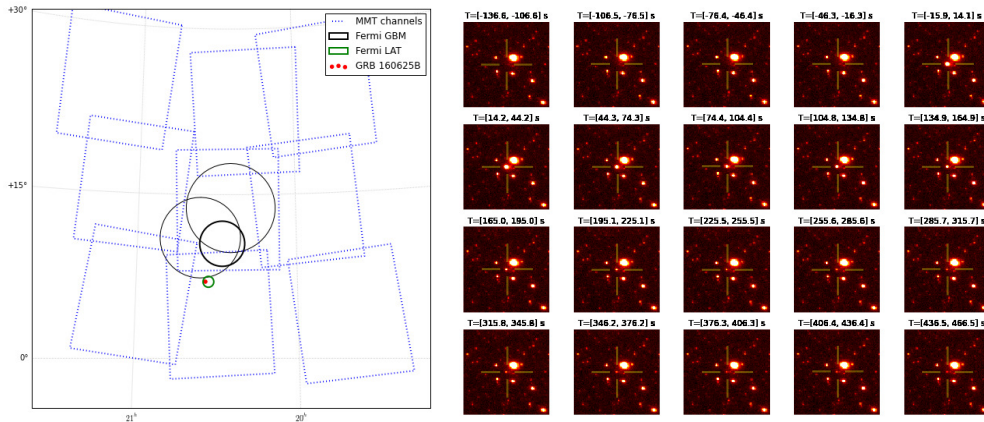 +30°
+15°
0°
21h
20h
MMT channels
Fermi GBM
Fermi LAT
GRB 160625B
T=[-136.6, -106.6] s
T=[-106.5, -76.5] s
T=[-76.4, -46.4] s
T=[-46.3, -16.3] s
T=[-15.9, 14.1] s
T=[14.2, 44.2] s
T=[44.3, 74.3] s
T=[74.4, 104.4] s
T=[104.8, 134.8] s
T=[134.9, 164.9] s
T=[165.0, 195.0] s
T=[195.1, 225.1] s
T=[225.5, 255.5] s
T=[255.6, 285.6] s
T=[285.7, 315.7] s
T=[315.8, 345.8] s
T=[346.2, 376.2] s
T=[376.3, 406.3] s
T=[406.4, 436.4] s
T=[436.5, 466.5] s